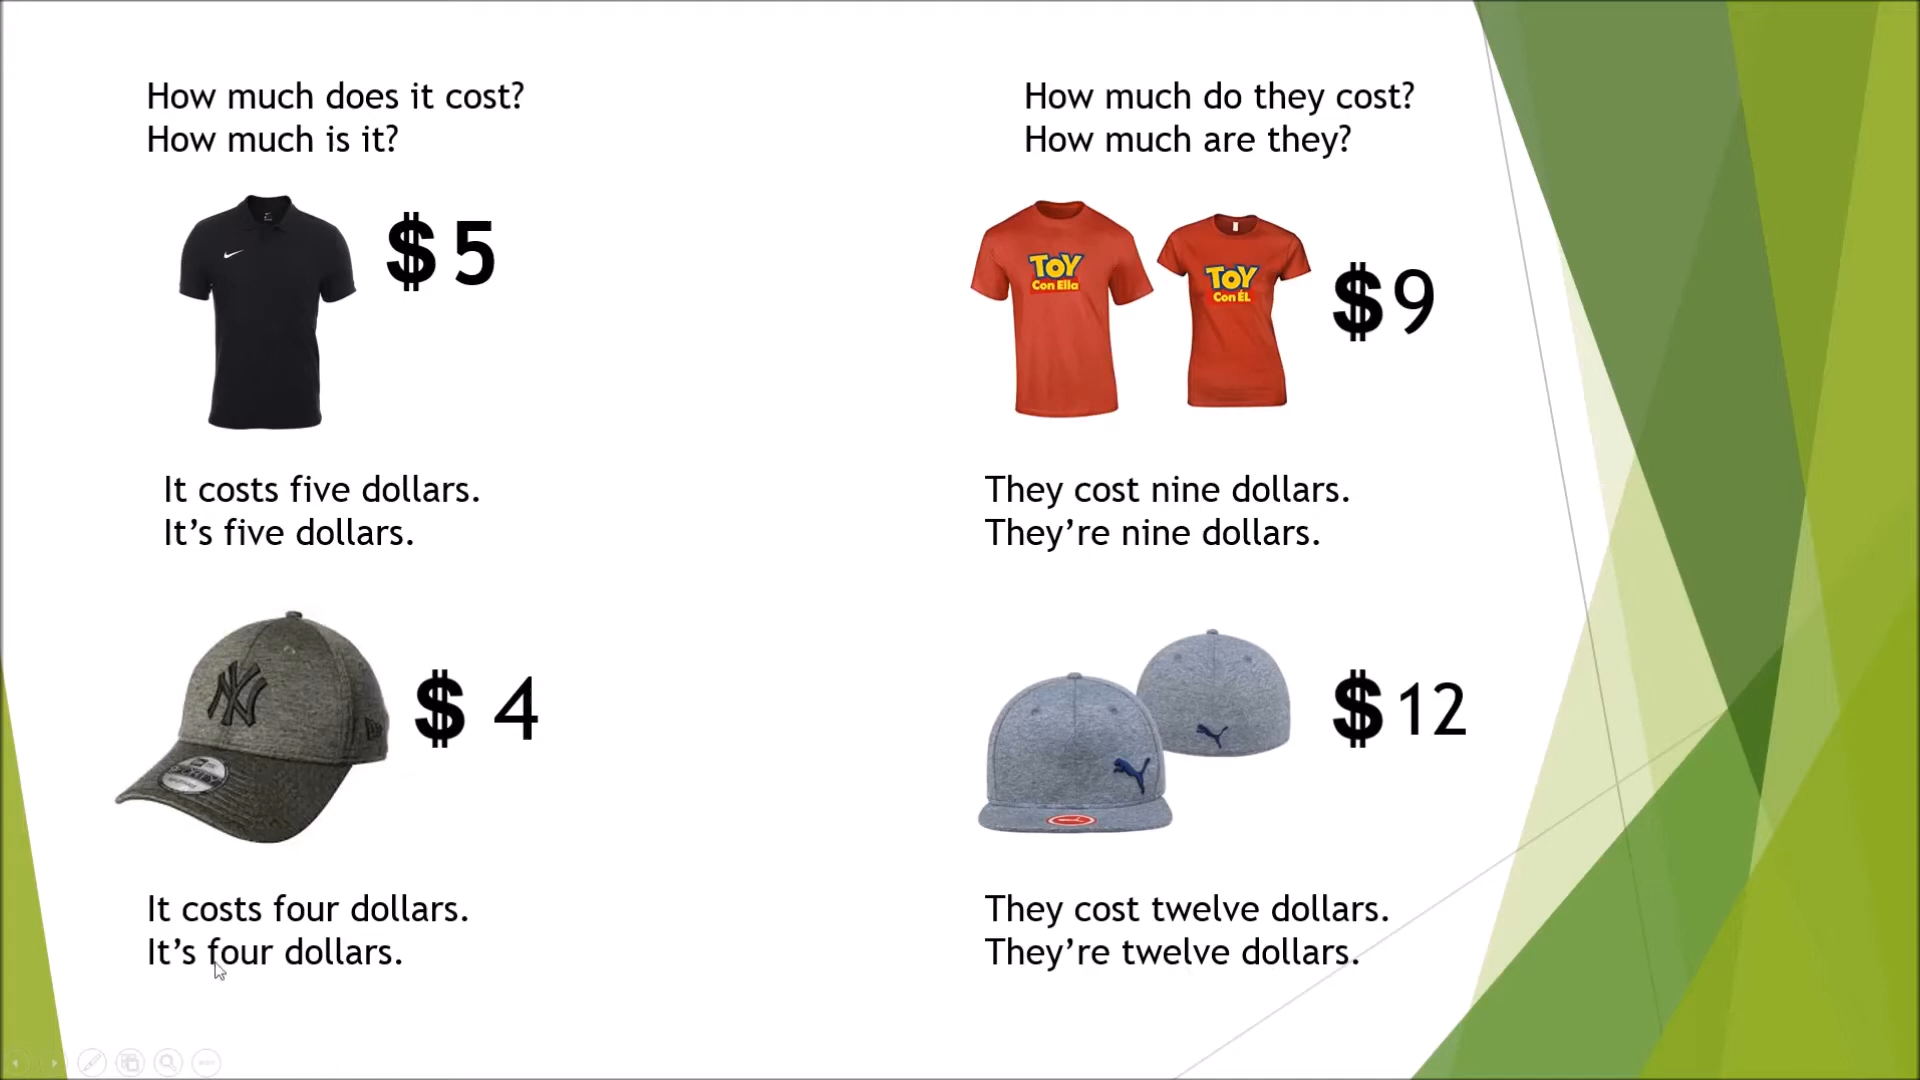 How much does it cost?
How much is it?
$ 5
It costs five dollars.
It’s five dollars.
$ 4
It costs four dollars.
It’s four dollars.
How much do they cost?
How much are they?
TOY
Con Ella
TOY
Con ÉL
$9
They cost nine dollars.
They’re nine dollars.
$12
They cost twelve dollars.
They’re twelve dollars.
NY